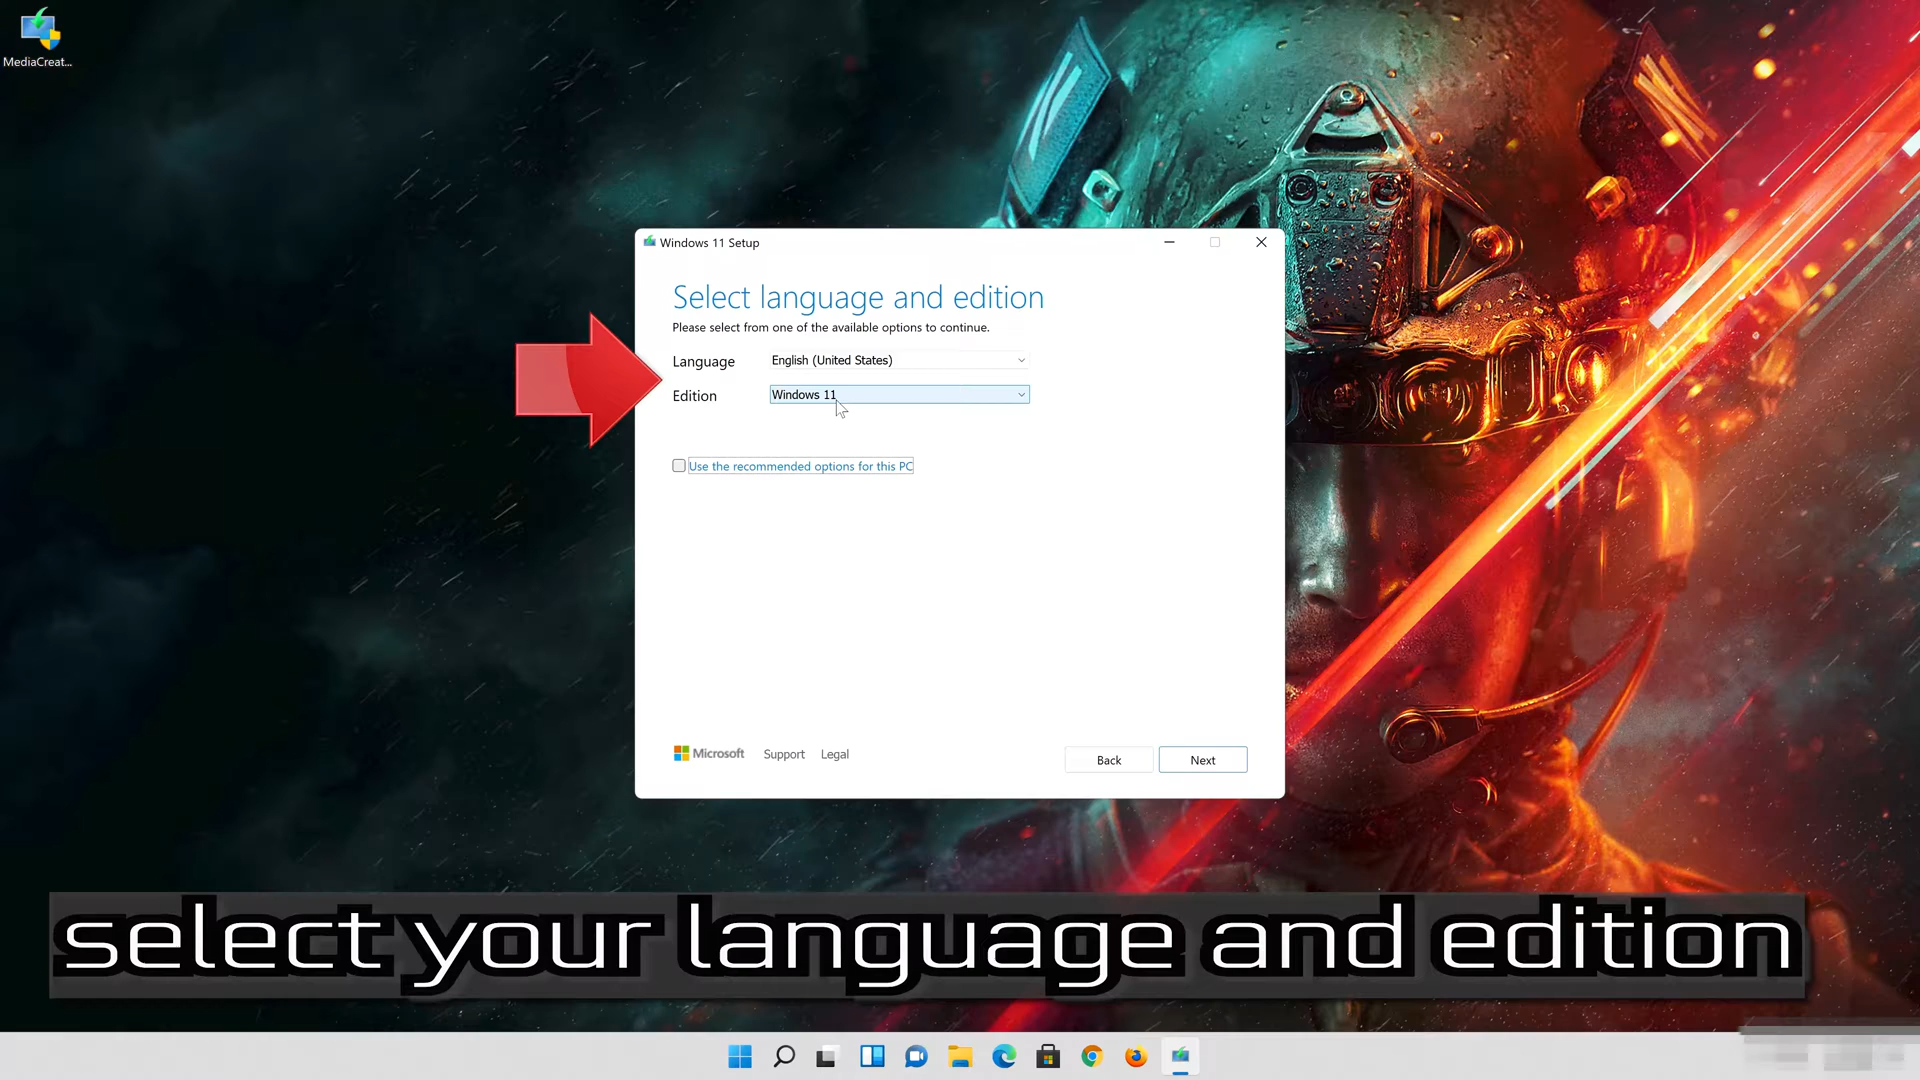 MediaCreat...
Windows 11 Setup
Select language and edition
Please select from one of the available options to continue.
Language English (United States)
Edition Windows 11
Use the recommended options for this PC
Microsoft Support Legal Back Next
select your language and edition